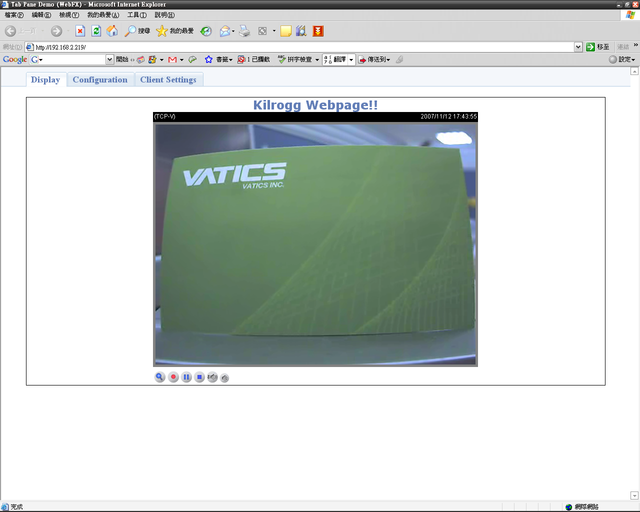 Tab Pane Demo (WebFX) - Microsoft Internet Explorer
檔案(F) 編輯(E) 檢視(V) 我的最愛(A) 工具(T) 說明(H)
上一頁 搜尋 我的最愛
網址(D) http://192.168.2.219/ 移至 連結 »
Google G 開始 書籤 1 已攔截 拼字檢查 翻譯 傳送到 設定
Display Configuration Client Settings
Kilrogg Webpage!!
(TCP-V) 2007/11/12 17:43:55
VATICS
VATICS INC.
完成 網際網路